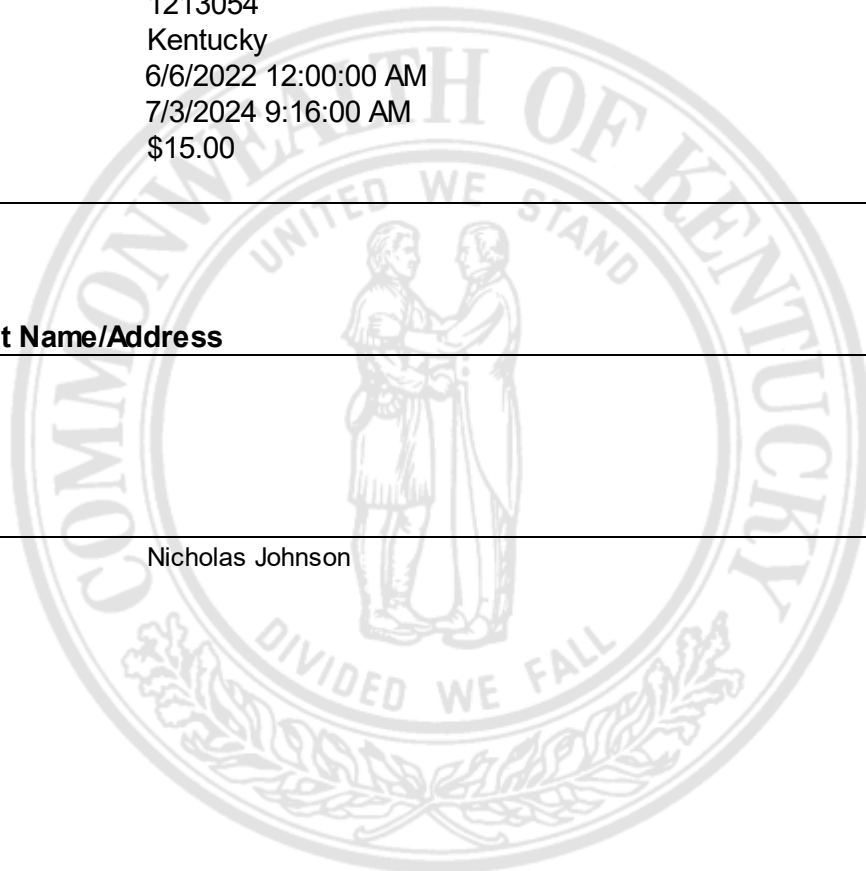 1213054
Kentucky
6/6/2022 12:00:00 AM
7/3/2024 9:16:00 AM
$15.00
t Name/Address
Nicholas Johnson
COMMONWEALTH OF KENTUCKY
UNITED WE STAND
DIVIDED WE FALL